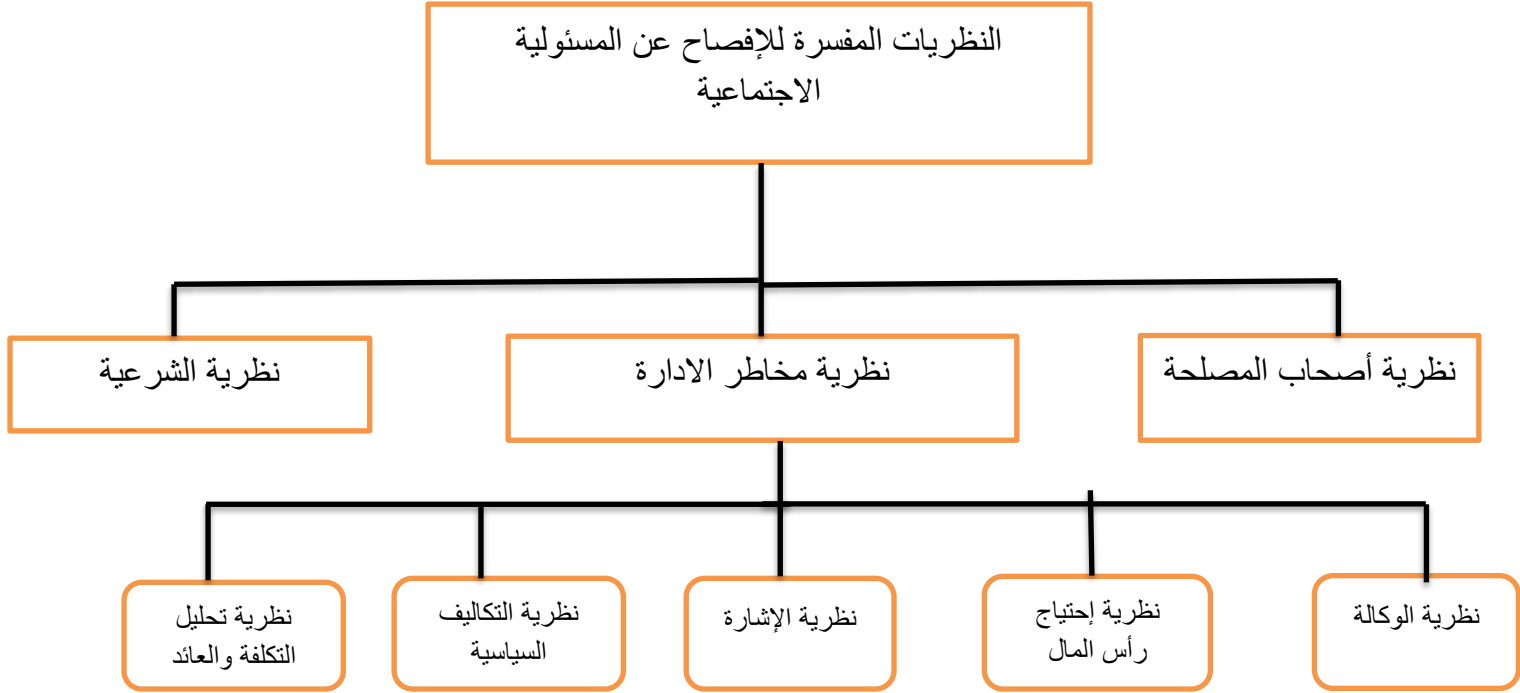 النظريات المفسرة للإفصاح عن المسئولية
الاجتماعية
نظرية أصحاب المصلحة
نظرية مخاطر الادارة
نظرية الشرعية
نظرية الوكالة
نظرية إحتياج
رأس المال
نظرية الإشارة
نظرية التكاليف
السياسية
نظرية تحليل
التكلفة والعائد